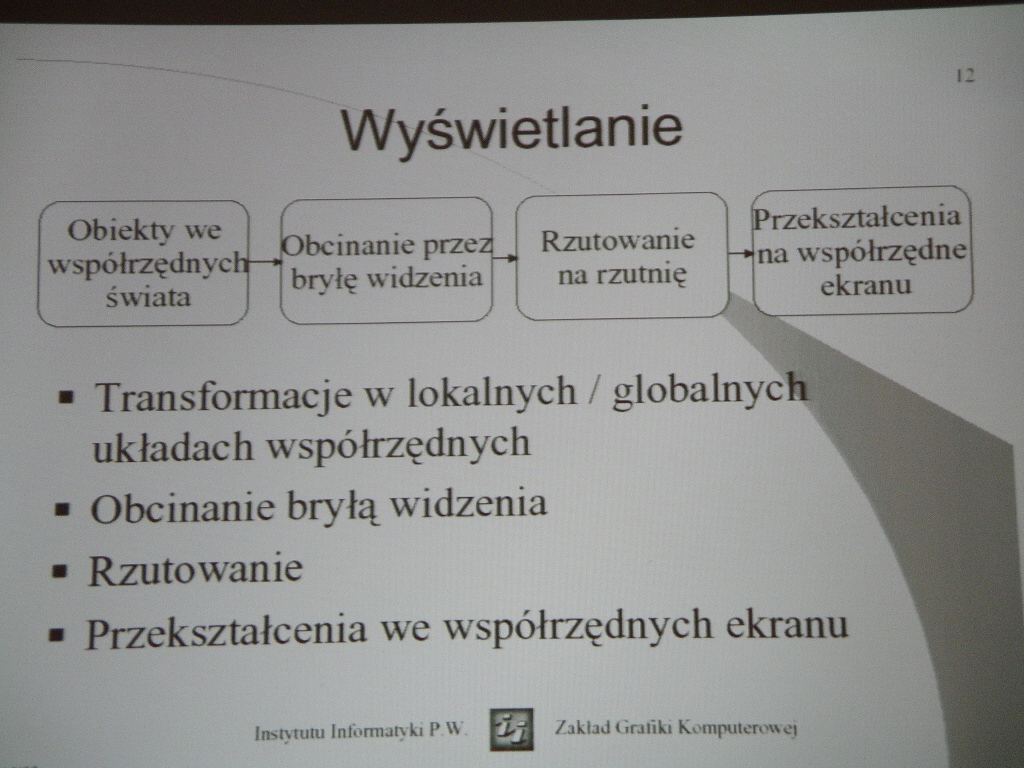 12
Wyświetlanie
Obiekty we
współrzędnych
świata
Obcinanie przez
bryłę widzenia
Rzutowanie
na rzutnię
Przekształcenia
na współrzędne
ekranu
Transformacje w lokalnych / globalnych
układach współrzędnych
Obcinanie bryłą widzenia
Rzutowanie
Przekształcenia we współrzędnych ekranu
Instytutu Informatyki P.W.
Zakład Grafiki Komputerowej